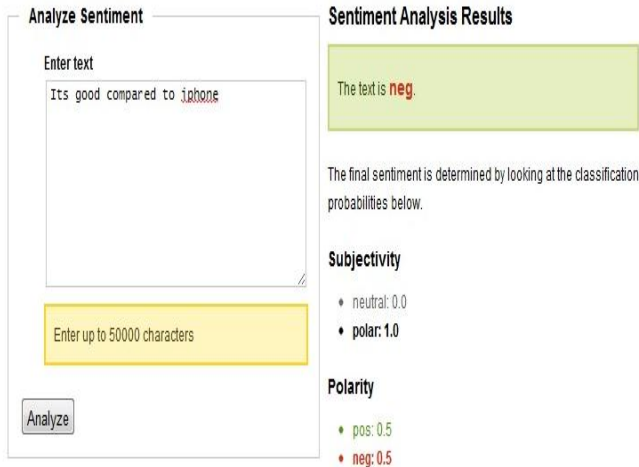 Analyze Sentiment
Enter text
Its good compared to iphone
Enter up to 50000 characters
Analyze
Sentiment Analysis Results
The text is neg.
The final sentiment is determined by looking at the classification
probabilities below.
Subjectivity
neutral: 0.0
polar: 1.0
Polarity
pos: 0.5
neg: 0.5